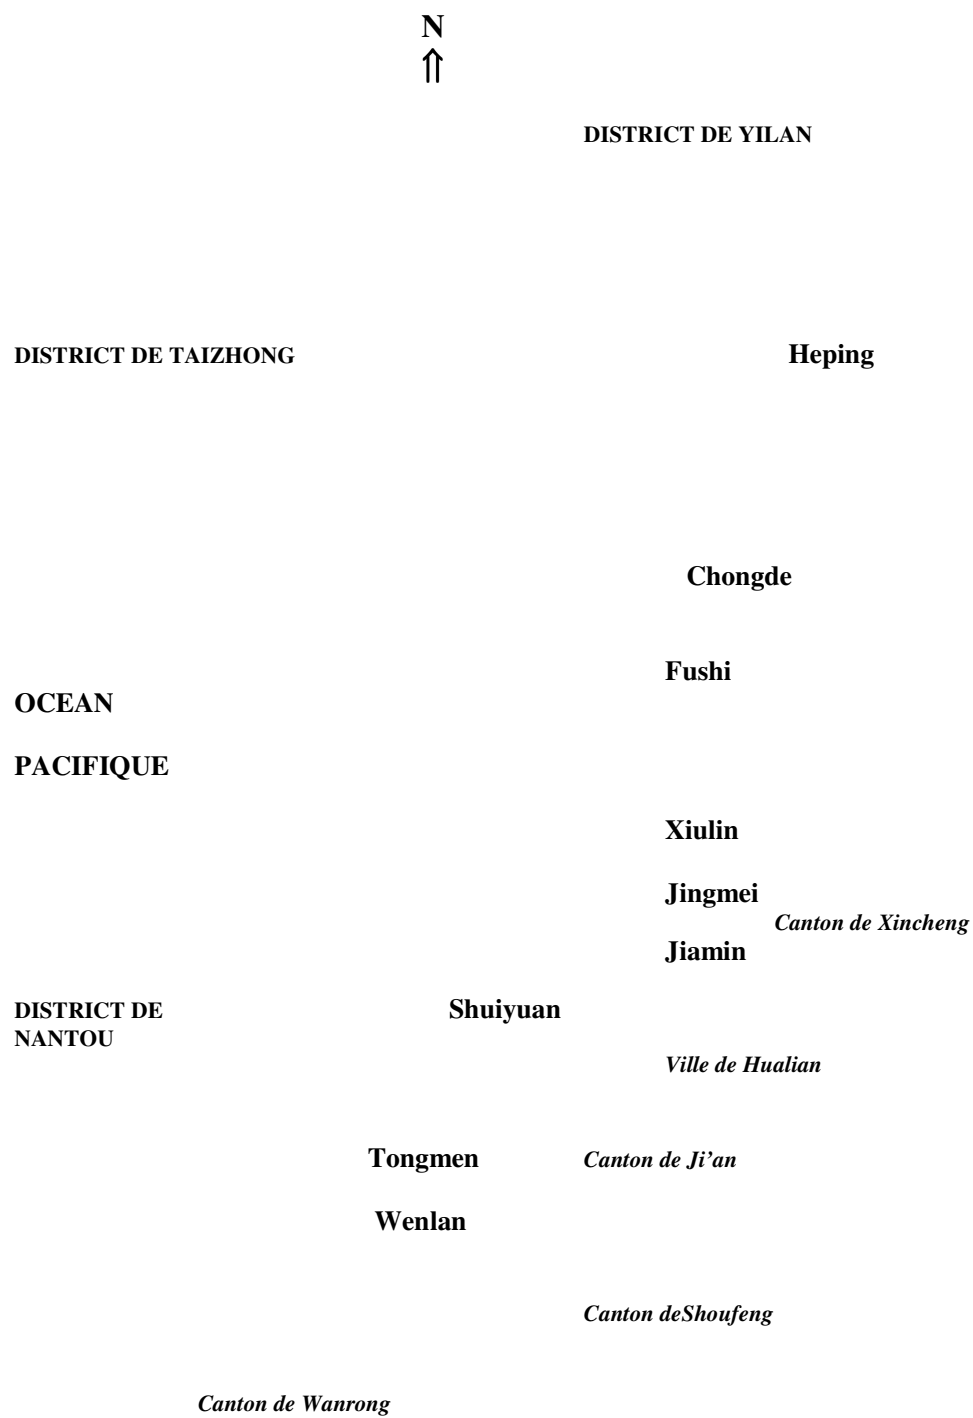 N
⇑
DISTRICT DE YILAN
DISTRICT DE TAIZHONG
Heping
Chongde
Fushi
OCEAN
PACIFIQUE
Xiulin
Jingmei
Canton de Xincheng
Jiamin
DISTRICT DE
Shuiyuan
NANTOU
Ville de Hualian
Tongmen
Canton de Ji’an
Wenlan
Canton deShoufeng
Canton de Wanrong